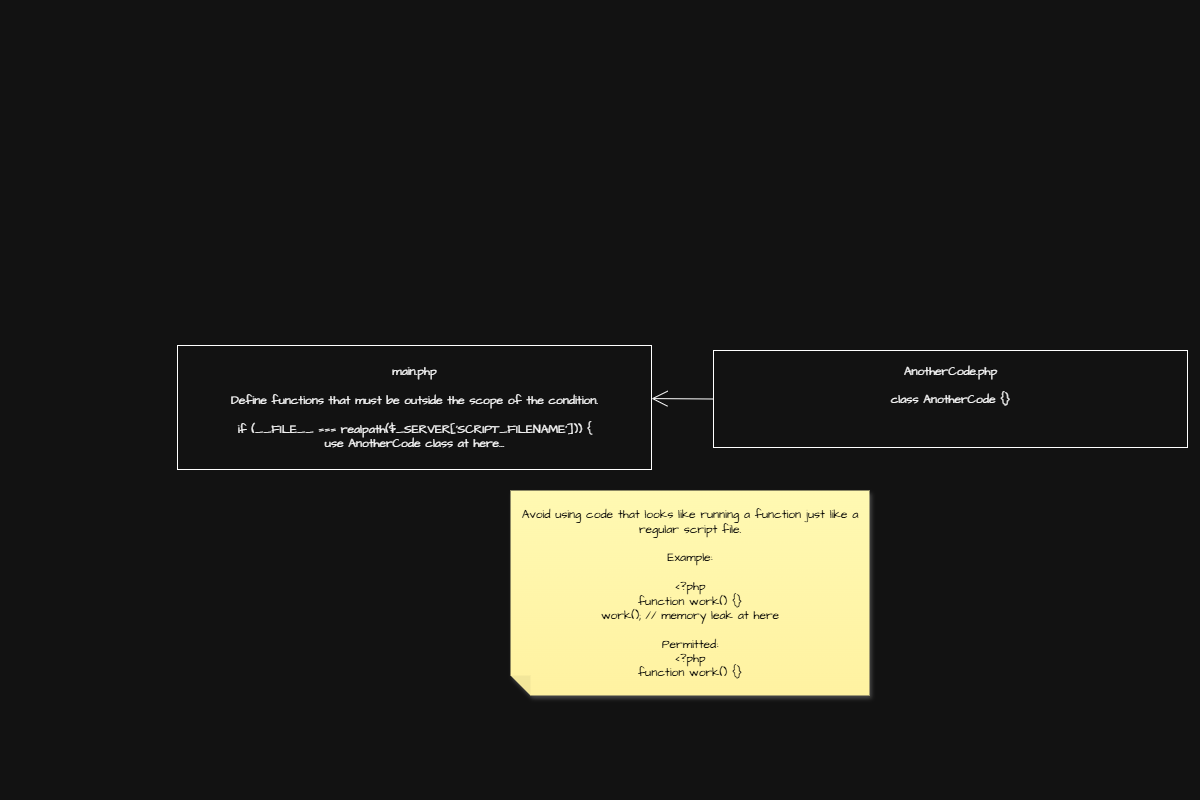 main.php
Define functions that must be outside the scope of the condition.
if (__FILE__ === realpath($_SERVER['SCRIPT_FILENAME'])) {
use AnotherCode class at here...
AnotherCode.php
class AnotherCode {}
Avoid using code that looks like running a function just like a
regular script file.
Example:
<?php
function work() {}
work(); // memory leak at here
Permitted:
<?php
function work() {}